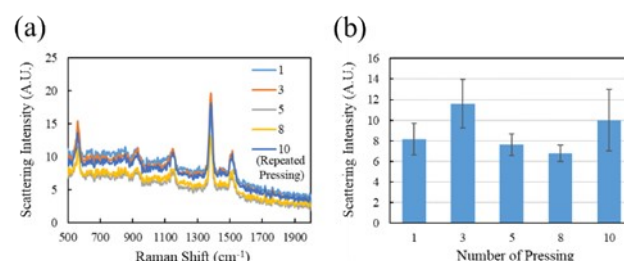 (a)
Scattering Intensity (A.U.)
25
20
15
10
5
0
1
3
5
8
10
(Repeated
Pressing)
500 700 900 1100 1300 1500 1700 1900
Raman Shift (cm⁻¹)
(b)
Scattering Intensity (A.U.)
16
14
12
10
8
6
4
2
0
1 3 5 8 10
Number of Pressing